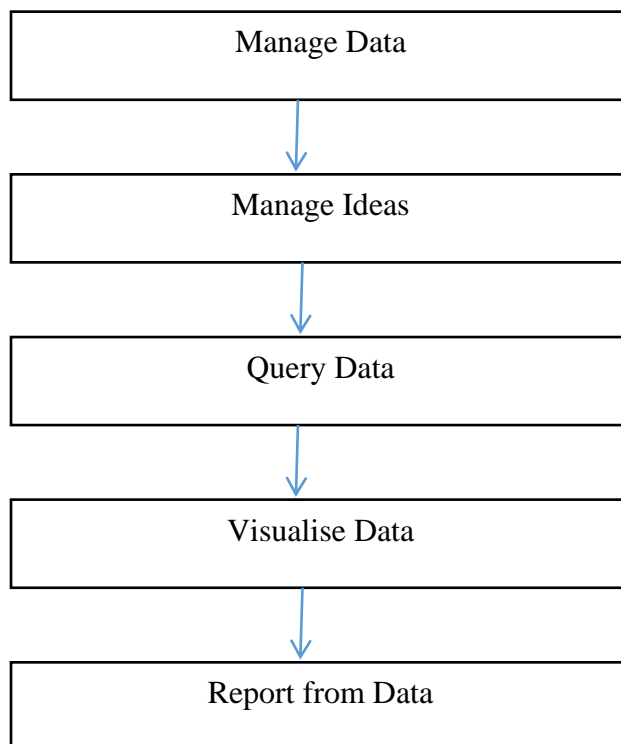 Manage Data
Manage Ideas
Query Data
Visualise Data
Report from Data